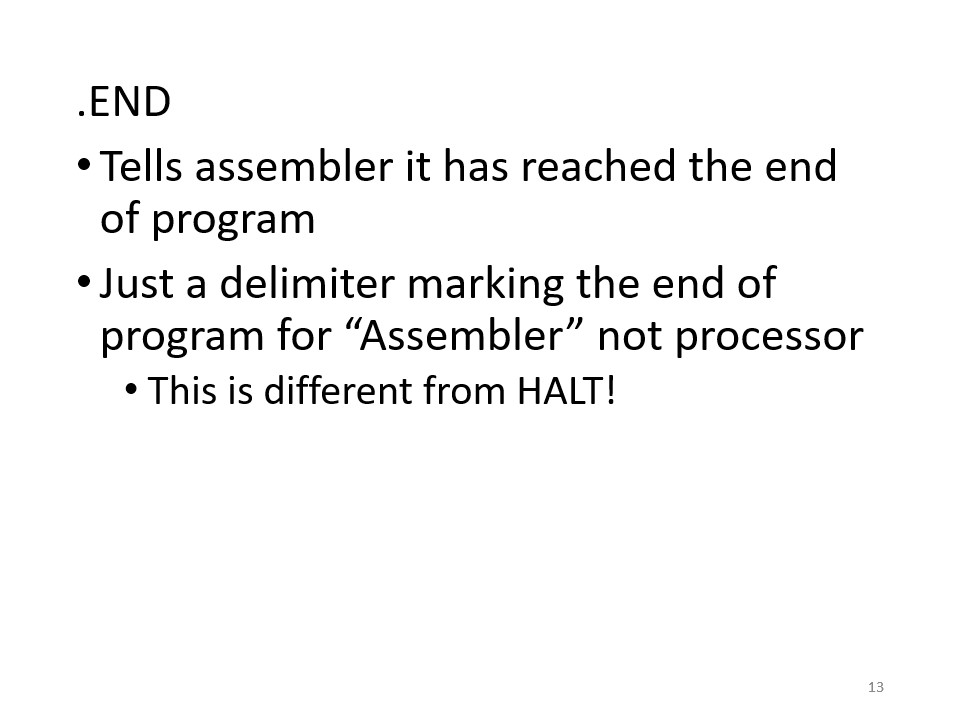 .END
• Tells assembler it has reached the end
of program
• Just a delimiter marking the end of
program for “Assembler” not processor
• This is different from HALT!
13